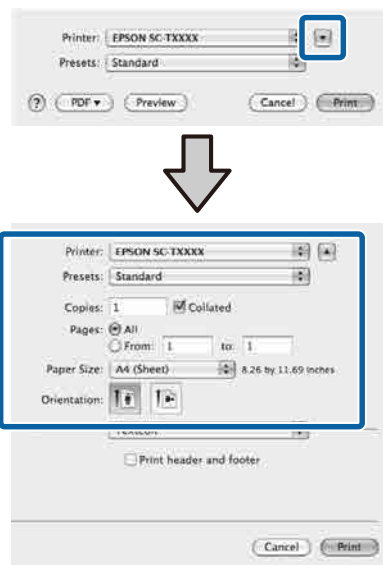 Printer: EPSON SC-TXXXX
Presets: Standard
? PDF▼ Preview Cancel Print
Printer: EPSON SC-TXXXX
Presets: Standard
Copies: 1 Collated
Pages: All
From: 1 to: 1
Paper Size: A4 (Sheet) 8.26 by 11.69 inches
Orientation:
Print header and footer
Cancel Print